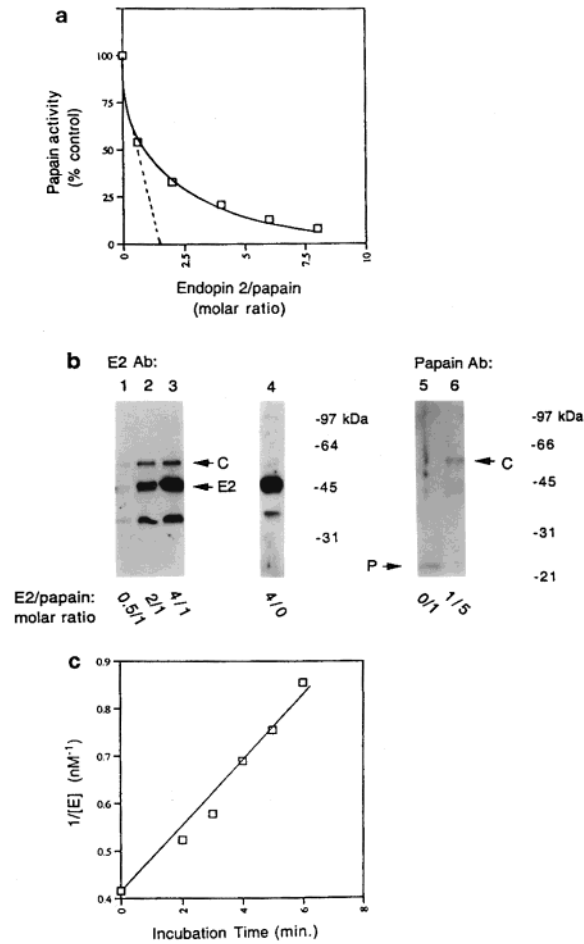 a
100
75
50
25
0
Papain activity
(% control)
0
2.5
5
7.5
10
Endopin 2/papain
(molar ratio)
b
E2 Ab:
Papain Ab:
1 2 3
4
5 6
-97 kDa
-64
-45
-31
C
E2
-97 kDa
-66
-45
-31
-21
C
P
E2/papain:
molar ratio
0.5/1
2/1
4/1
4/0
0/1
1/5
c
0.9
0.8
0.7
0.6
0.5
0.4
1/[E] (nM-1)
0
2
4
6
8
Incubation Time (min.)